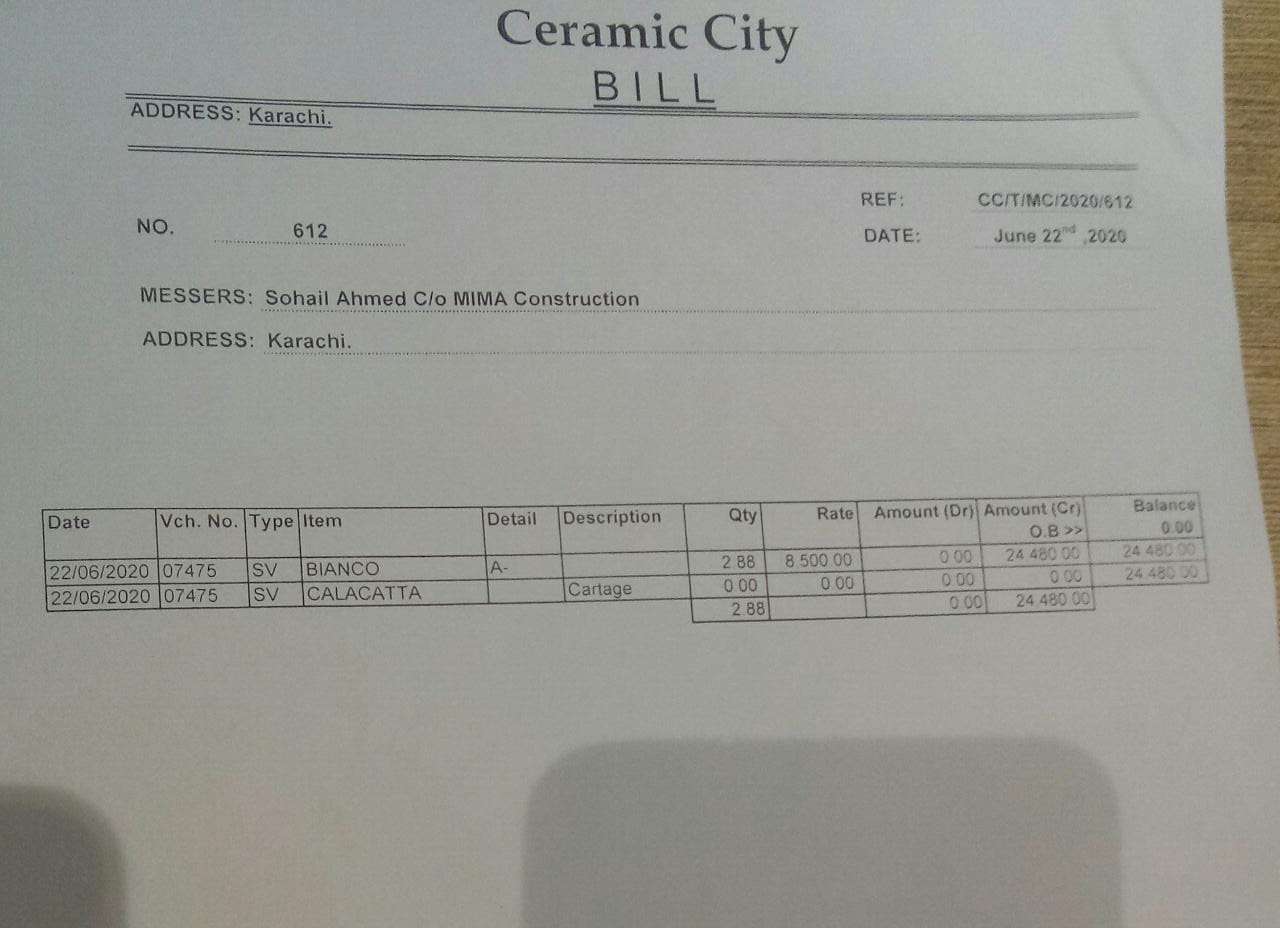 Ceramic City
BILL
ADDRESS: Karachi.
REF: CC/T/MC/2020/612
NO. 612
DATE: June 22nd ,2020
MESSERS: Sohail Ahmed C/o MIMA Construction
ADDRESS: Karachi.
Date Vch. No. Type Item Detail Description Qty Rate Amount (Dr) Amount (Cr) Balance
O.B >> 0.00
22/06/2020 07475 SV BIANCO A- 2.88 8,500.00 0.00 24,480.00 24,480.00
22/06/2020 07475 SV CALACATTA Cartage 0.00 0.00 0.00 0.00 24,480.00
2.88 0.00 24,480.00